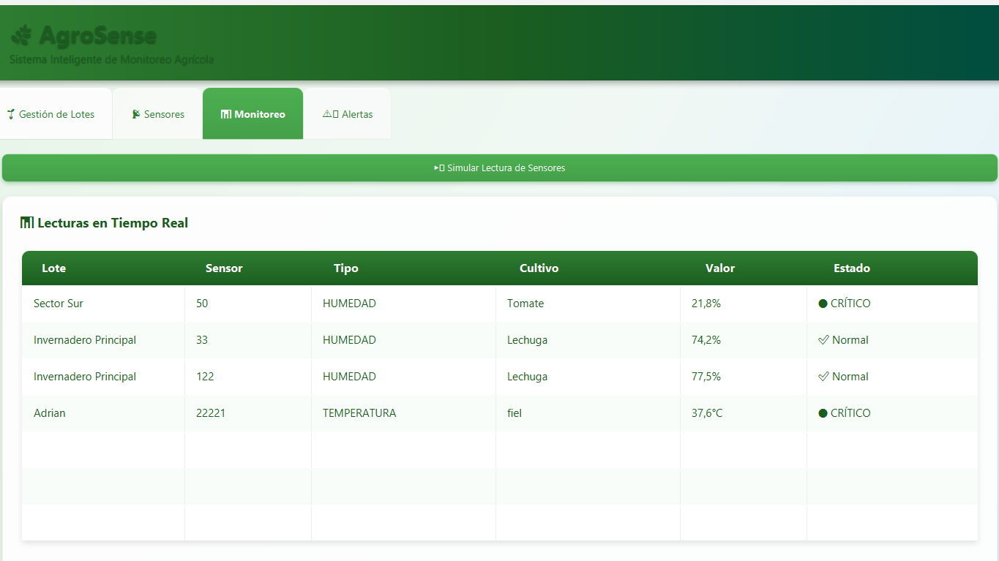 AgroSense
Sistema Inteligente de Monitoreo Agrícola
Gestión de Lotes
Sensores
Monitoreo
Alertas
Simular Lectura de Sensores
Lecturas en Tiempo Real
Lote Sensor Tipo Cultivo Valor Estado
Sector Sur 50 HUMEDAD Tomate 21,8% CRÍTICO
Invernadero Principal 33 HUMEDAD Lechuga 74,2% Normal
Invernadero Principal 122 HUMEDAD Lechuga 77,5% Normal
Adrian 22221 TEMPERATURA fiel 37,6°C CRÍTICO